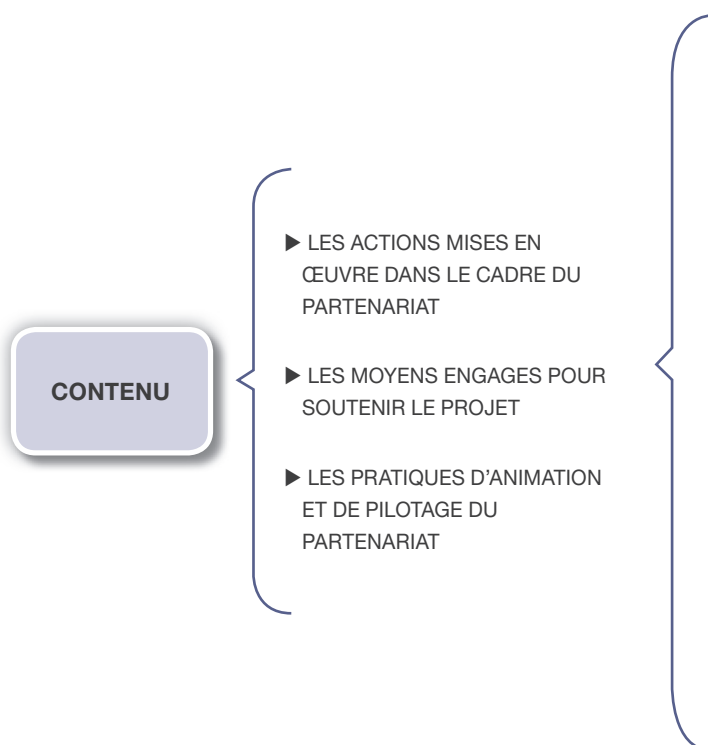 CONTENU
▶ LES ACTIONS MISES EN
ŒUVRE DANS LE CADRE DU
PARTENARIAT
▶ LES MOYENS ENGAGES POUR
SOUTENIR LE PROJET
▶ LES PRATIQUES D’ANIMATION
ET DE PILOTAGE DU
PARTENARIAT